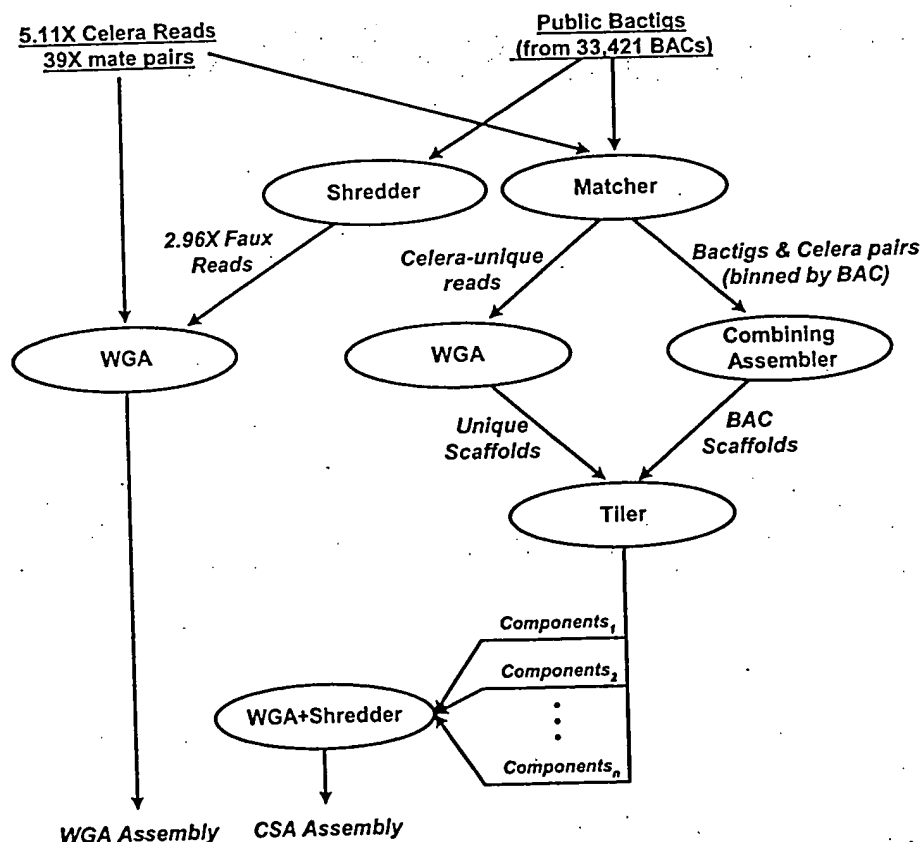 5.11X Celera Reads
39X mate pairs
Public Bactigs
(from 33,421 BACs)
Shredder
Matcher
2.96X Faux
Reads
Celera-unique
reads
Bactigs & Celera pairs
(binned by BAC)
WGA
WGA
Combining
Assembler
Unique
Scaffolds
BAC
Scaffolds
Tiler
Components1
Components2
WGA+Shredder
Componentsn
WGA Assembly
CSA Assembly